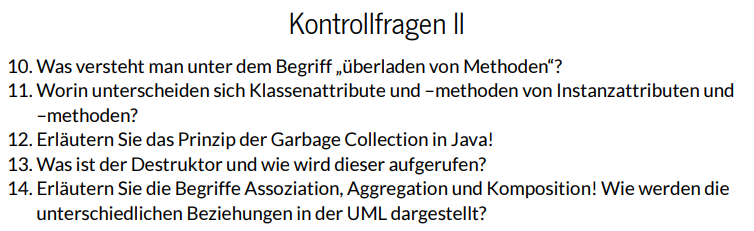 Kontrollfragen II
10. Was versteht man unter dem Begriff „überladen von Methoden“?
11. Worin unterscheiden sich Klassenattribute und –methoden von Instanzattributen und
–methoden?
12. Erläutern Sie das Prinzip der Garbage Collection in Java!
13. Was ist der Destruktor und wie wird dieser aufgerufen?
14. Erläutern Sie die Begriffe Assoziation, Aggregation und Komposition! Wie werden die
unterschiedlichen Beziehungen in der UML dargestellt?